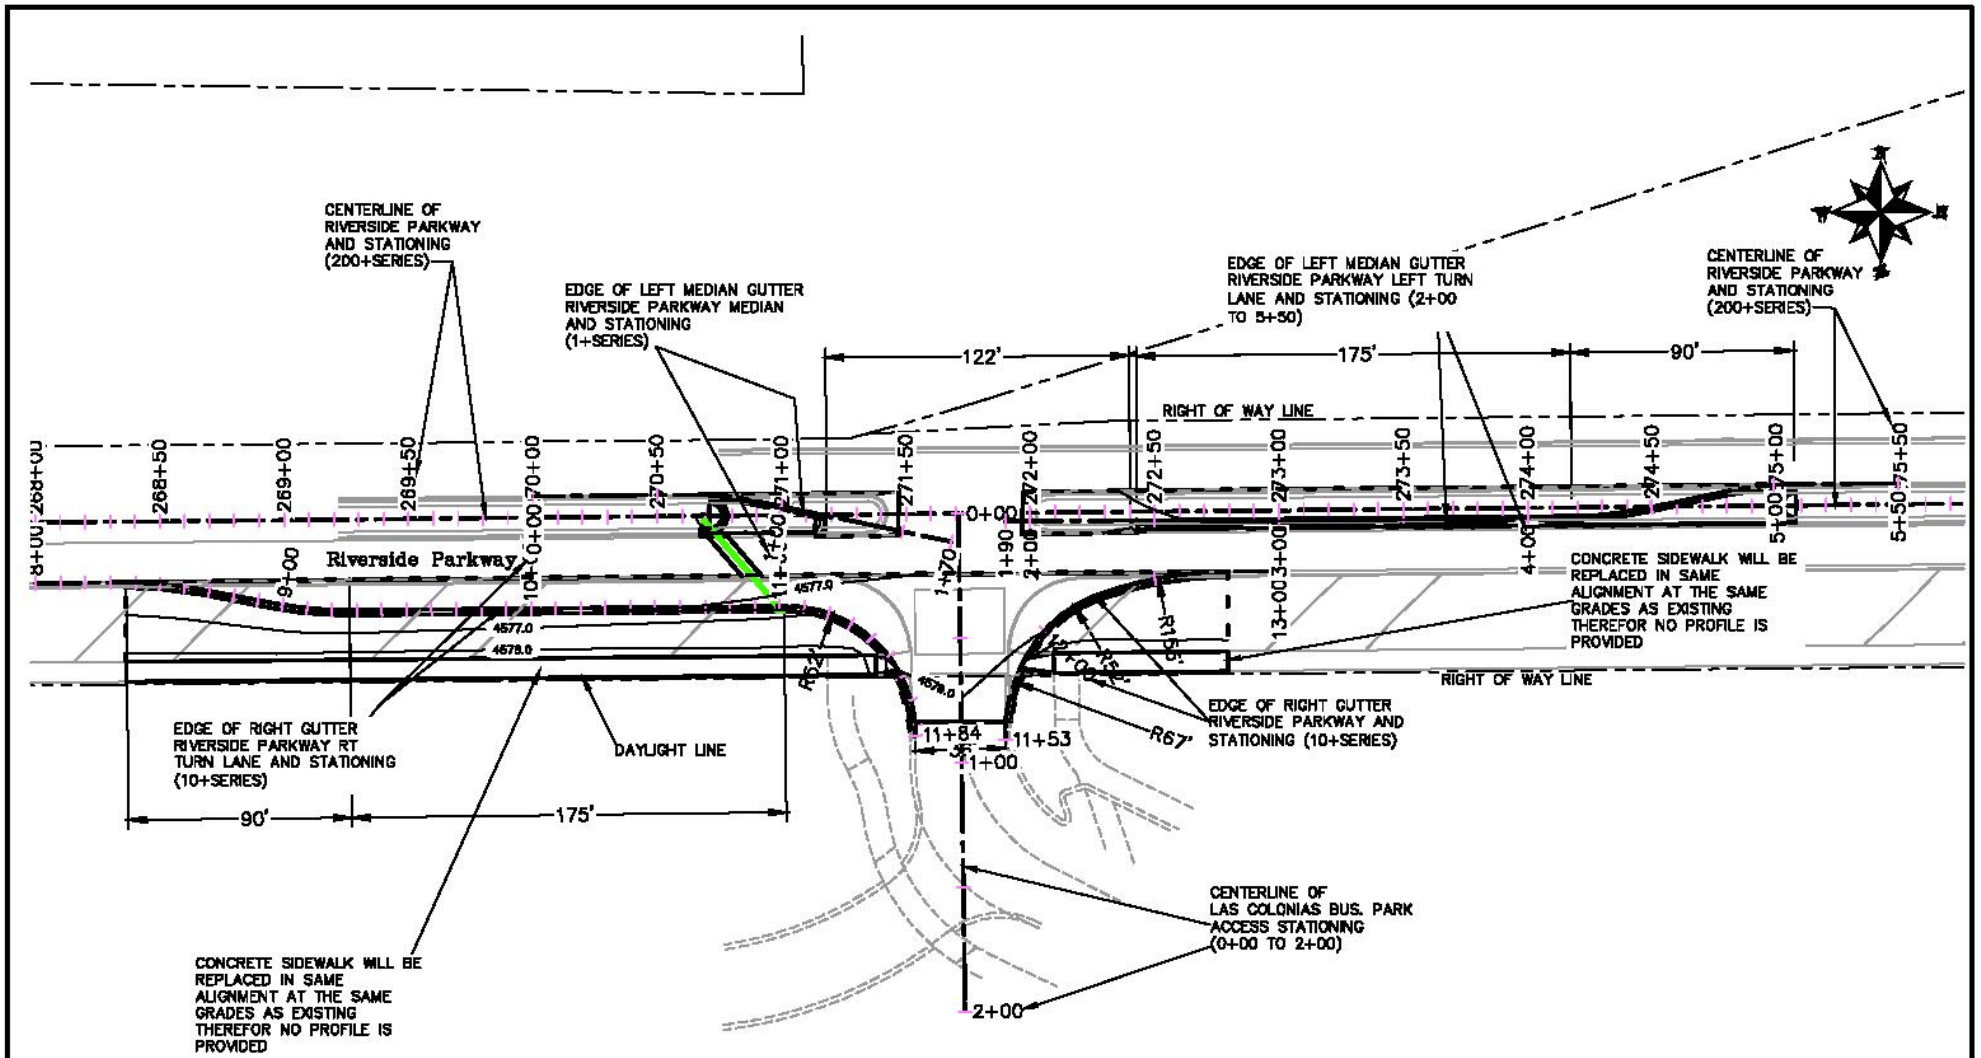 CENTERLINE OF
RIVERSIDE PARKWAY
AND STATIONING
(200+SERIES)
EDGE OF LEFT MEDIAN GUTTER
RIVERSIDE PARKWAY MEDIAN
AND STATIONING
(1+SERIES)
EDGE OF LEFT MEDIAN GUTTER
RIVERSIDE PARKWAY LEFT TURN
LANE AND STATIONING (2+00
TO 5+50)
CENTERLINE OF
RIVERSIDE PARKWAY
AND STATIONING
(200+SERIES)
N
W
E
S
122'
175'
90'
RIGHT OF WAY LINE
268+00
268+50
269+00
269+50
270+50
271+00
271+50
272+00
272+50
273+00
273+50
274+00
274+50
0+00
1+00
1+70
1+90
2+00
3+00
4+00
5+00
5+50
9+00
10+00
13+00
Riverside Parkway
4577.0
4577.0
4578.0
R62'
R155'
R67'
CONCRETE SIDEWALK WILL BE
REPLACED IN SAME
ALIGNMENT AT THE SAME
GRADES AS EXISTING
THEREFOR NO PROFILE IS
PROVIDED
RIGHT OF WAY LINE
EDGE OF RIGHT GUTTER
RIVERSIDE PARKWAY RT
TURN LANE AND STATIONING
(10+SERIES)
DAYLIGHT LINE
EDGE OF RIGHT GUTTER
RIVERSIDE PARKWAY AND
STATIONING (10+SERIES)
11+84
11+53
1+00
90'
175'
CENTERLINE OF
LAS COLONIAS BUS. PARK
ACCESS STATIONING
(0+00 TO 2+00)
2+00
CONCRETE SIDEWALK WILL BE
REPLACED IN SAME
ALIGNMENT AT THE SAME
GRADES AS EXISTING
THEREFOR NO PROFILE IS
PROVIDED